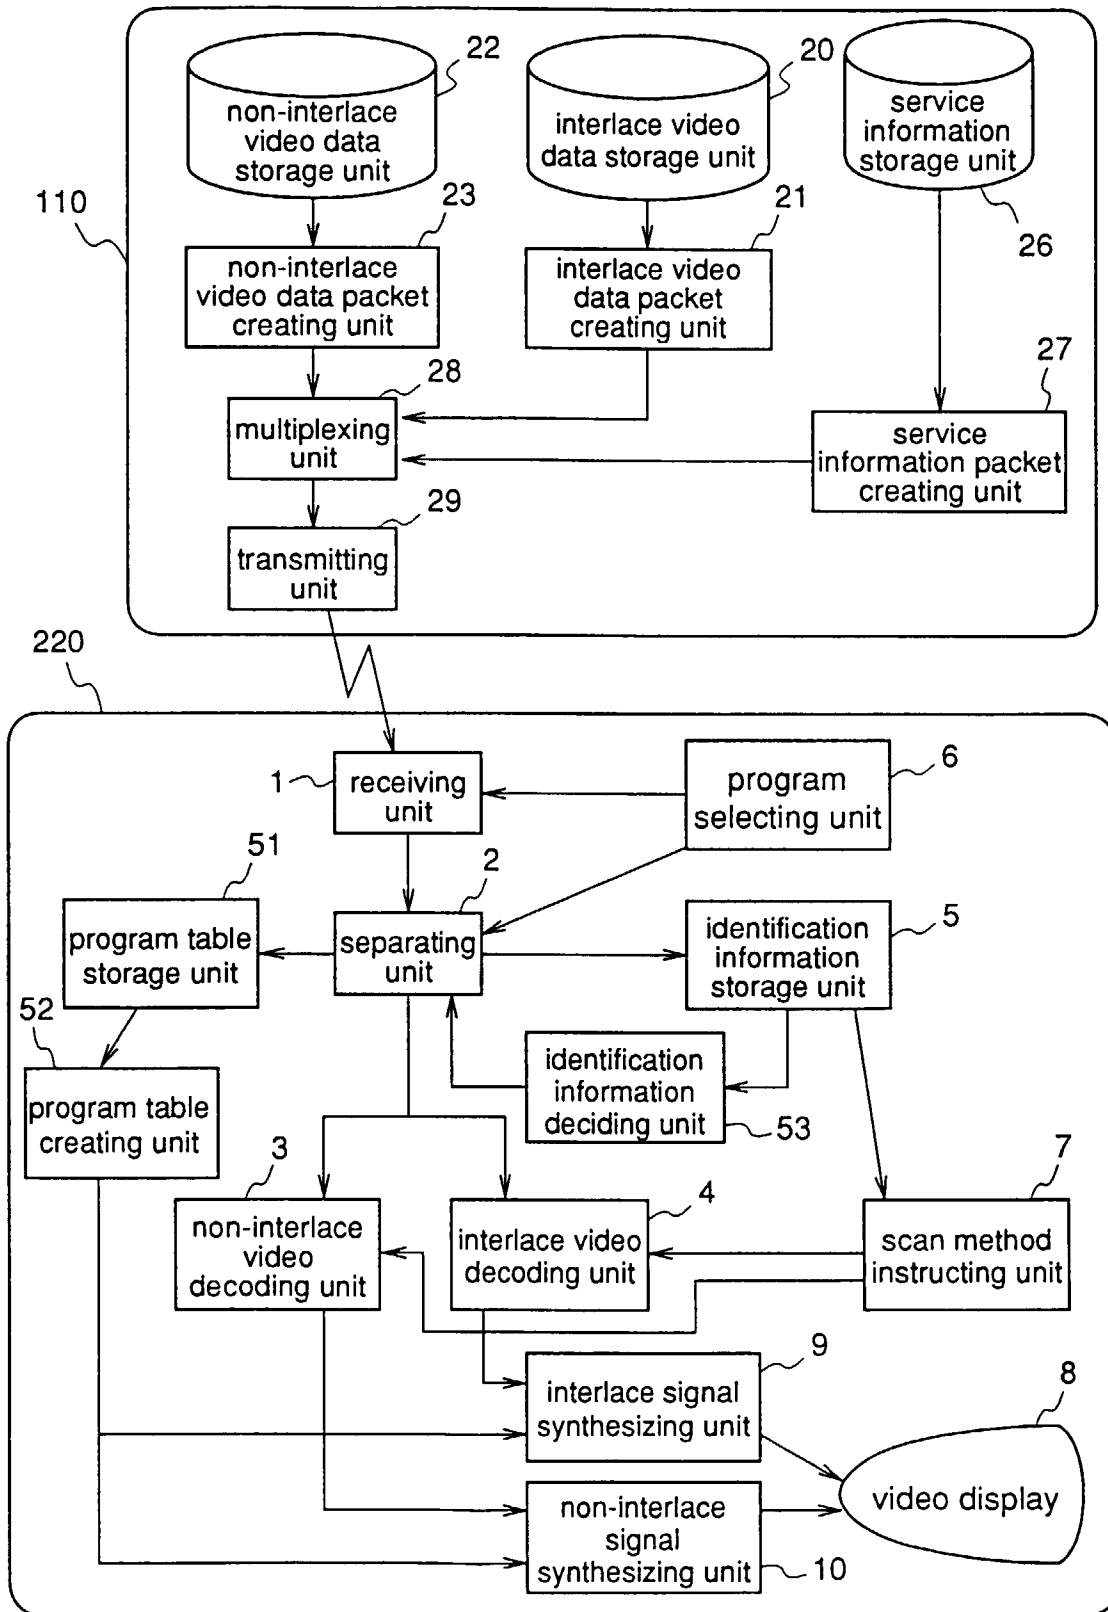 22
non-interlace
video data
storage unit
20
interlace video
data storage unit
service
information
storage unit
26
110
23
non-interlace
video data packet
creating unit
21
interlace video
data packet
creating unit
28
multiplexing
unit
27
service
information packet
creating unit
29
transmitting
unit
220
1
receiving
unit
6
program
selecting unit
51
program table
storage unit
2
separating
unit
5
identification
information
storage unit
52
program table
creating unit
identification
information
deciding unit
53
3
non-interlace
video
decoding unit
4
interlace video
decoding unit
7
scan method
instructing unit
9
interlace signal
synthesizing unit
8
video display
non-interlace
signal
synthesizing unit
10